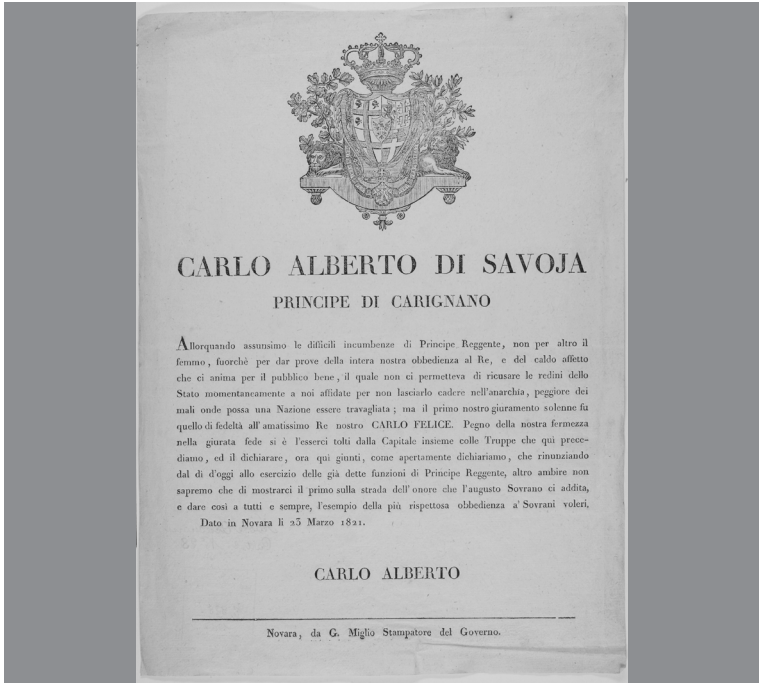 CARLO ALBERTO DI SAVOJA
PRINCIPE DI CARIGNANO
Allorquando assunsimo le difficili incumbenze di Principe Reggente, non per altro il
femmo, fuorchè per dar prove della intera nostra obbedienza al Re, e del caldo affetto
che ci anima per il pubblico bene, il quale non ci permetteva di ricusare le redini dello
Stato momentaneamente a noi affidate per non lasciarlo cadere nell'anarchia, peggiore dei
mali onde possa una Nazione essere travagliata; ma il primo nostro giuramento solenne fu
quello di fedeltà all' amatissimo Re nostro CARLO FELICE. Pegno della nostra fermezza
nella giurata fede si è l'esserci tolti dalla Capitale insieme colle Truppe che quì prece-
diamo, ed il dichiarare, ora qui giunti, come apertamente dichiariamo, che rinunziando
dal dì d'oggi allo esercizio delle già dette funzioni di Principe Reggente, altro ambire non
sapremo che di mostrarci il primo sulla strada dell'onore che l'augusto Sovrano ci addita,
e dare così a tutti e sempre, l'esempio della più rispettosa obbedienza a' Sovrani voleri.
Dato in Novara li 23 Marzo 1821.
CARLO ALBERTO
Novara, da G. Miglio Stampatore del Governo.